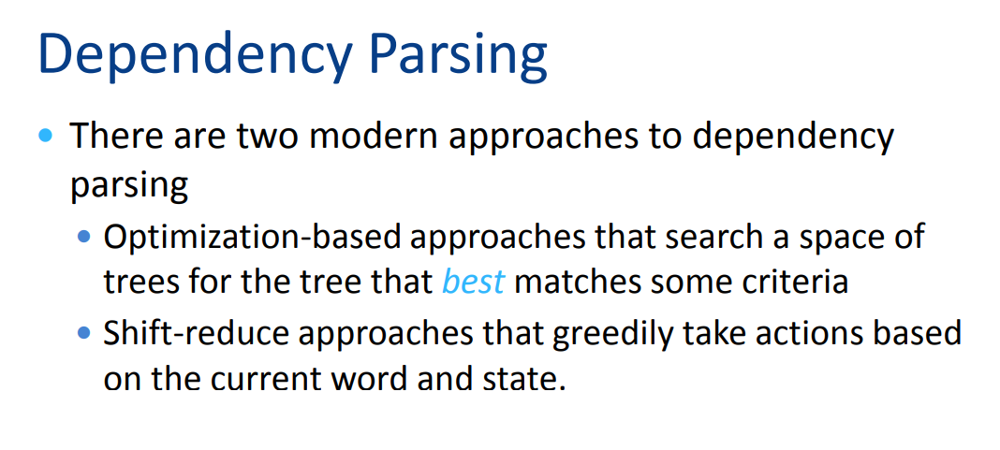 Dependency Parsing
• There are two modern approaches to dependency
parsing
• Optimization-based approaches that search a space of
trees for the tree that best matches some criteria
• Shift-reduce approaches that greedily take actions based
on the current word and state.